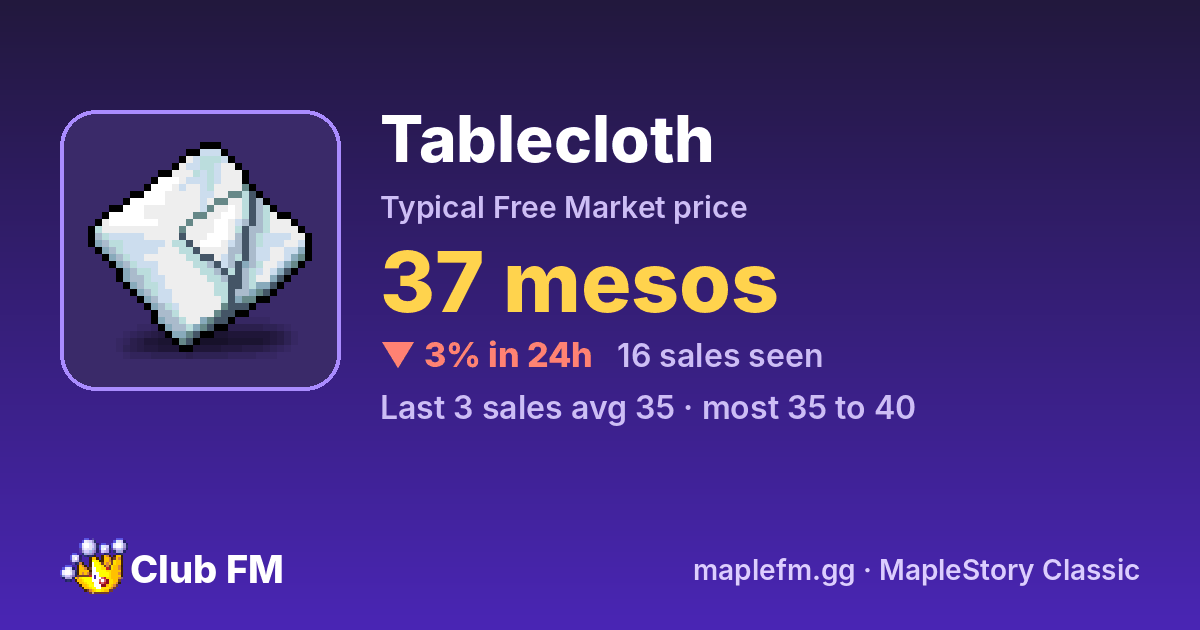 Tablecloth
Typical Free Market price
37 mesos
▼ 3% in 24h 16 sales seen
Last 3 sales avg 35 · most 35 to 40
Club FM
maplefm.gg · MapleStory Classic